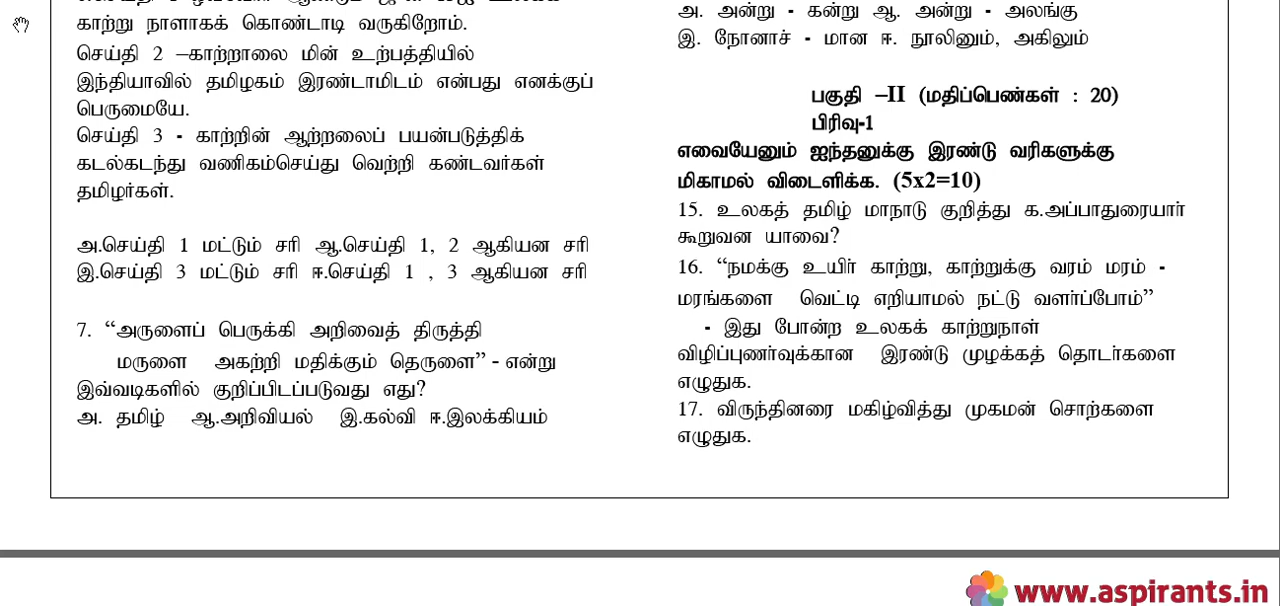 காற்று நாளாகக் கொண்டாடி வருகிறோம்.
செய்தி 2 –காற்றாலை மின் உற்பத்தியில்
இந்தியாவில் தமிழகம் இரண்டாமிடம் என்பது எனக்குப்
பெருமையே.
செய்தி 3 - காற்றின் ஆற்றலைப் பயன்படுத்திக்
கடல்கடந்து வணிகம்செய்து வெற்றி கண்டவர்கள்
தமிழர்கள்.
அ.செய்தி 1 மட்டும் சரி ஆ.செய்தி 1, 2 ஆகியன சரி
இ.செய்தி 3 மட்டும் சரி ஈ.செய்தி 1 , 3 ஆகியன சரி
7. “அருளைப் பெருக்கி அறிவைத் திருத்தி
மருளை அகற்றி மதிக்கும் தெருளை” - என்று
இவ்வடிகளில் குறிப்பிடப்படுவது எது?
அ. தமிழ் ஆ.அறிவியல் இ.கல்வி ஈ.இலக்கியம்
அ. அன்று - கன்று ஆ. அன்று - அலங்கு
இ. நோனாச் - மான ஈ. நூலினும், அகிலும்
பகுதி –II (மதிப்பெண்கள் : 20)
பிரிவு-1
எவையேனும் ஐந்தனுக்கு இரண்டு வரிகளுக்கு
மிகாமல் விடைளிக்க. (5x2=10)
15. உலகத் தமிழ் மாநாடு குறித்து க.அப்பாதுரையார்
கூறுவன யாவை?
16. “நமக்கு உயிர் காற்று, காற்றுக்கு வரம் மரம் -
மரங்களை வெட்டி எறியாமல் நட்டு வளர்ப்போம்”
- இது போன்ற உலகக் காற்றுநாள்
விழிப்புணர்வுக்கான இரண்டு முழக்கத் தொடர்களை
எழுதுக.
17. விருந்தினரை மகிழ்வித்து முகமன் சொற்களை
எழுதுக.
www.aspirants.in